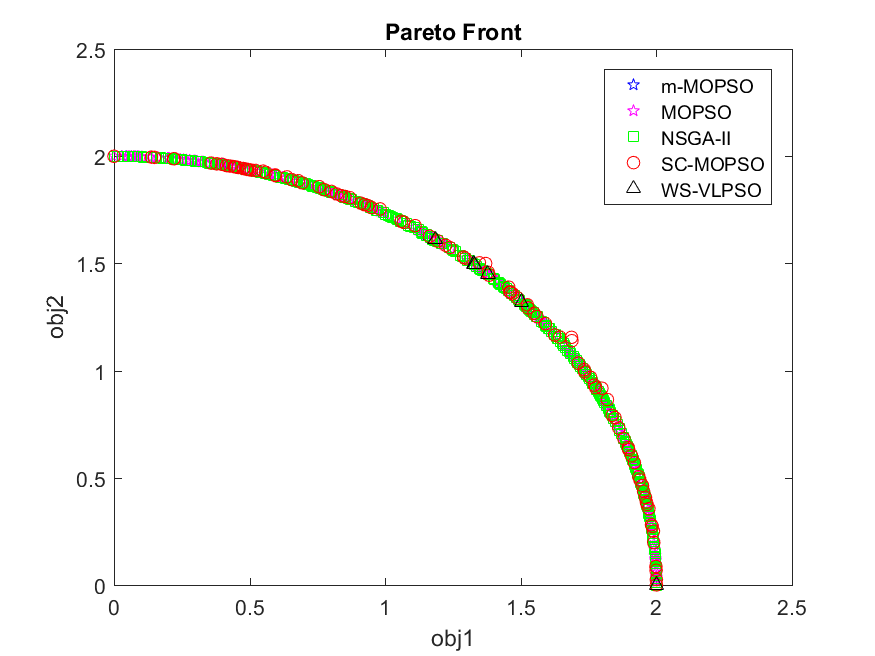 Pareto Front
m-MOPSO
MOPSO
NSGA-II
SC-MOPSO
WS-VLPSO
obj2
2.5
2
1.5
1
0.5
0
0
0.5
1
1.5
2
2.5
obj1